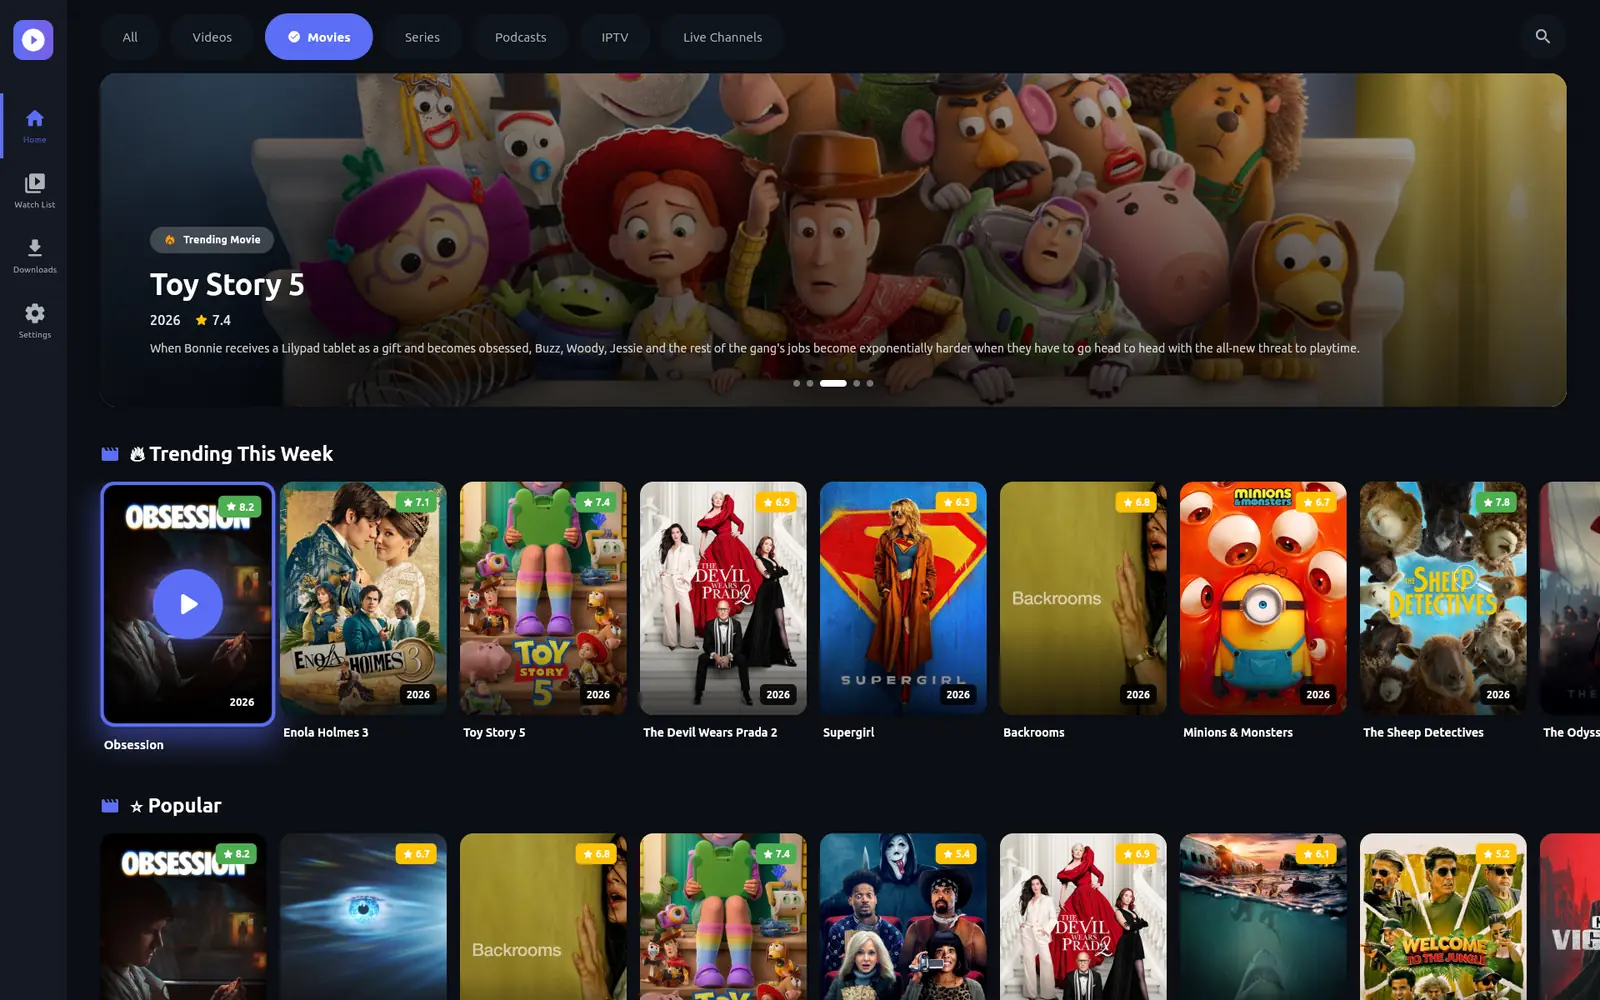 All
Videos
Movies
Series
Podcasts
IPTV
Live Channels
Home
Watch List
Downloads
Settings
Trending Movie
Toy Story 5
2026 7.4
When Bonnie receives a Lilypad tablet as a gift and becomes obsessed, Buzz, Woody, Jessie and the rest of the gang's jobs become exponentially harder when they have to go head to head with the all-new threat to playtime.
Trending This Week
OBSESSION
8.2
2026
Obsession
7.1
ENOLA HOLMES 3
2026
Enola Holmes 3
7.4
TOY
STORY
5
2026
Toy Story 5
6.9
THE
DEVIL
WEARS
PRADA 2
2026
The Devil Wears Prada 2
6.3
SUPERGIRL
2026
Supergirl
6.8
Backrooms
2026
Backrooms
MINIONS
& MONSTERS
6.7
2026
Minions & Monsters
7.8
THE SHEEP
DETECTIVES
2026
The Sheep Detectives
THE
The Odyss
Popular
OBSESSION
8.2
6.7
6.8
Backrooms
7.4
TOY
5.4
6.9
THE
DEVIL
WEARS
PRADA 2
6.1
5.2
WELCOME
TO THE JUNGLE
VIG